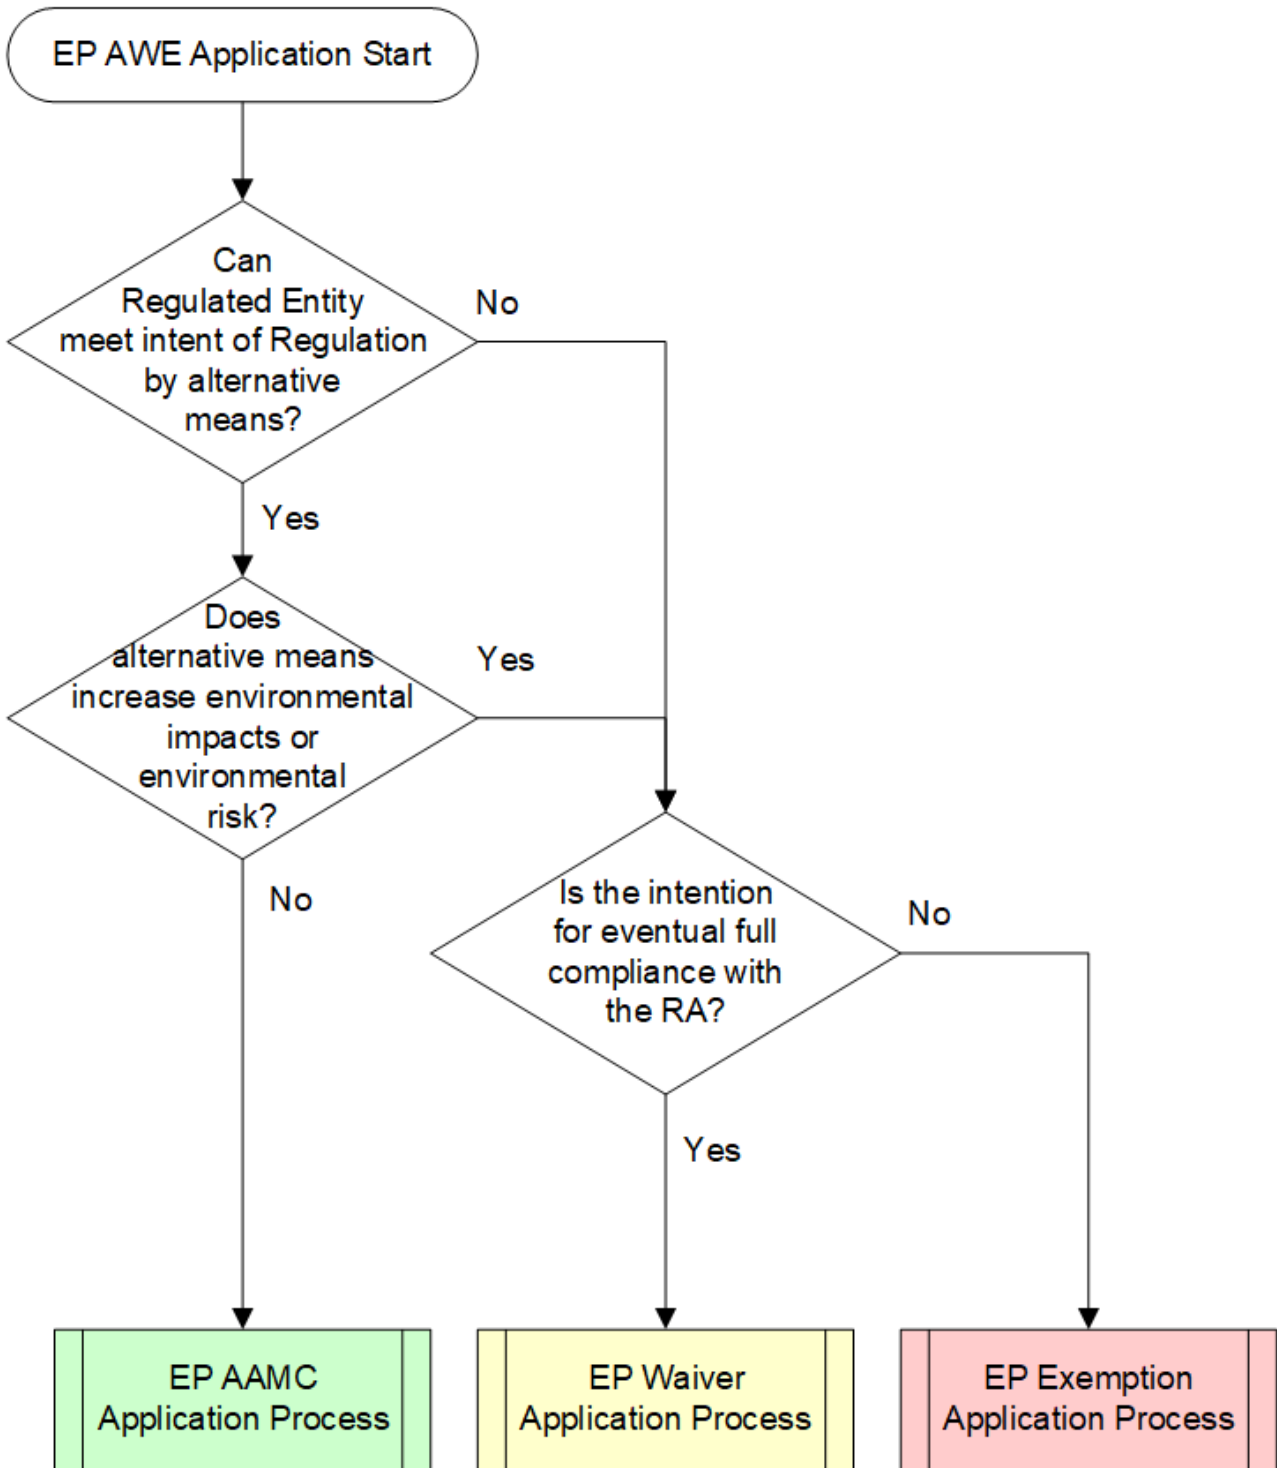 EP AWE Application Start
Can
Regulated Entity
meet intent of Regulation
by alternative
means?
No
Yes
Does
alternative means
increase environmental
impacts or
environmental
risk?
Yes
No
Is the intention
for eventual full
compliance with
the RA?
No
Yes
EP AAMC
Application Process
EP Waiver
Application Process
EP Exemption
Application Process